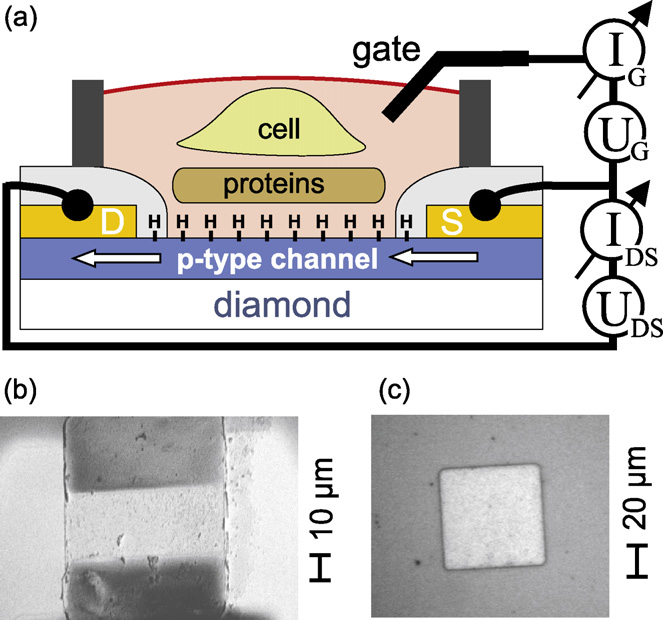 (a)
gate
I G
U G
cell
proteins
D H H H H H H H H H S
I DS
p-type channel
diamond
U DS
(b)
10 µm
(c)
20 µm